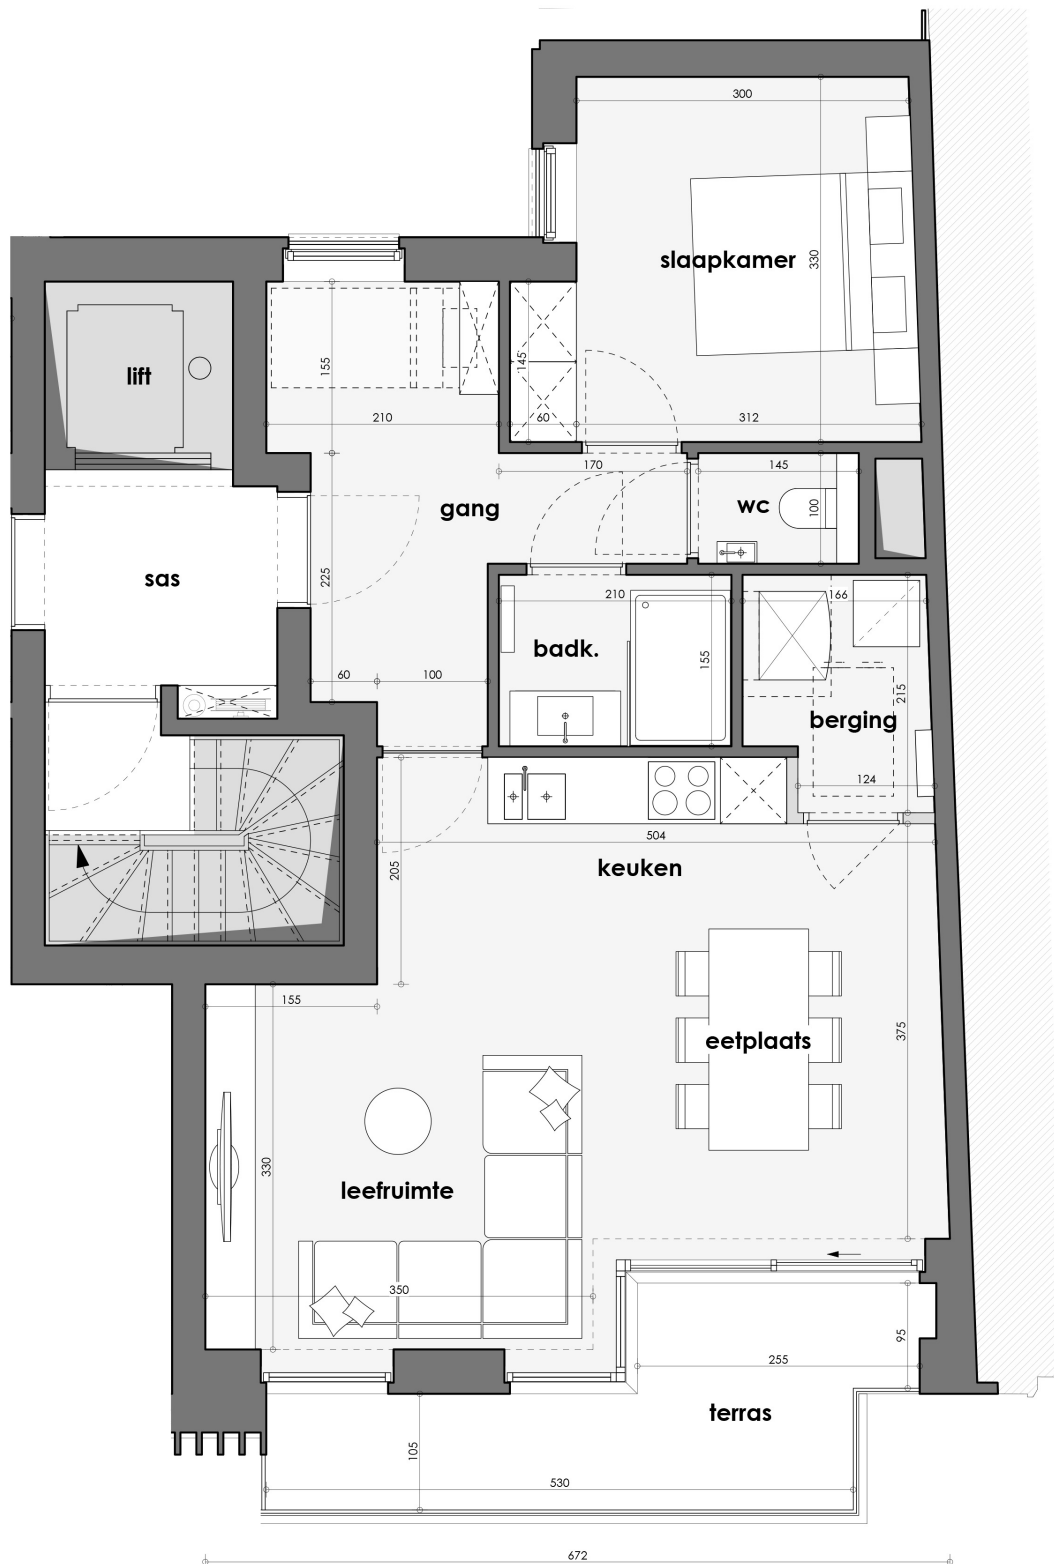 300
slaapkamer
330
lift
155
145
210
60
312
170
145
gang
wc
100
sas
225
210
166
badk.
155
60
100
215
berging
124
504
205
keuken
155
375
eetplaats
330
leefruimte
350
95
255
terras
105
530
672